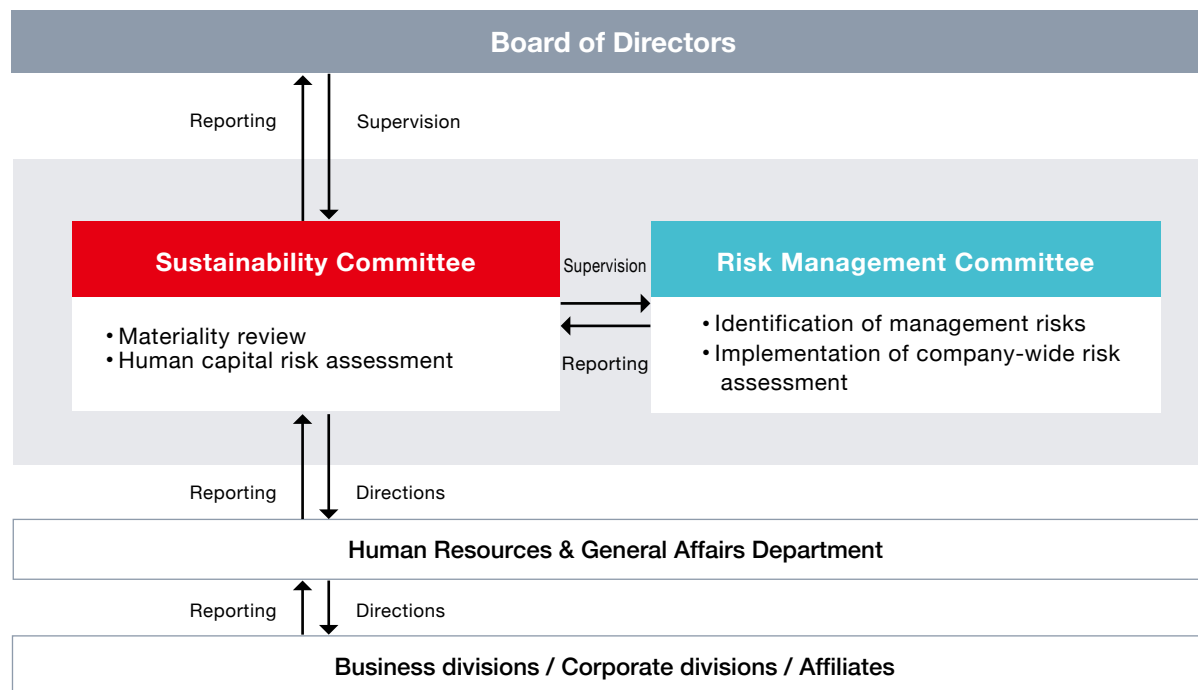 Board of Directors
Reporting
Supervision
Sustainability Committee
• Materiality review
• Human capital risk assessment
Supervision
Reporting
Risk Management Committee
• Identification of management risks
• Implementation of company-wide risk
assessment
Reporting
Directions
Human Resources & General Affairs Department
Reporting
Directions
Business divisions / Corporate divisions / Affiliates